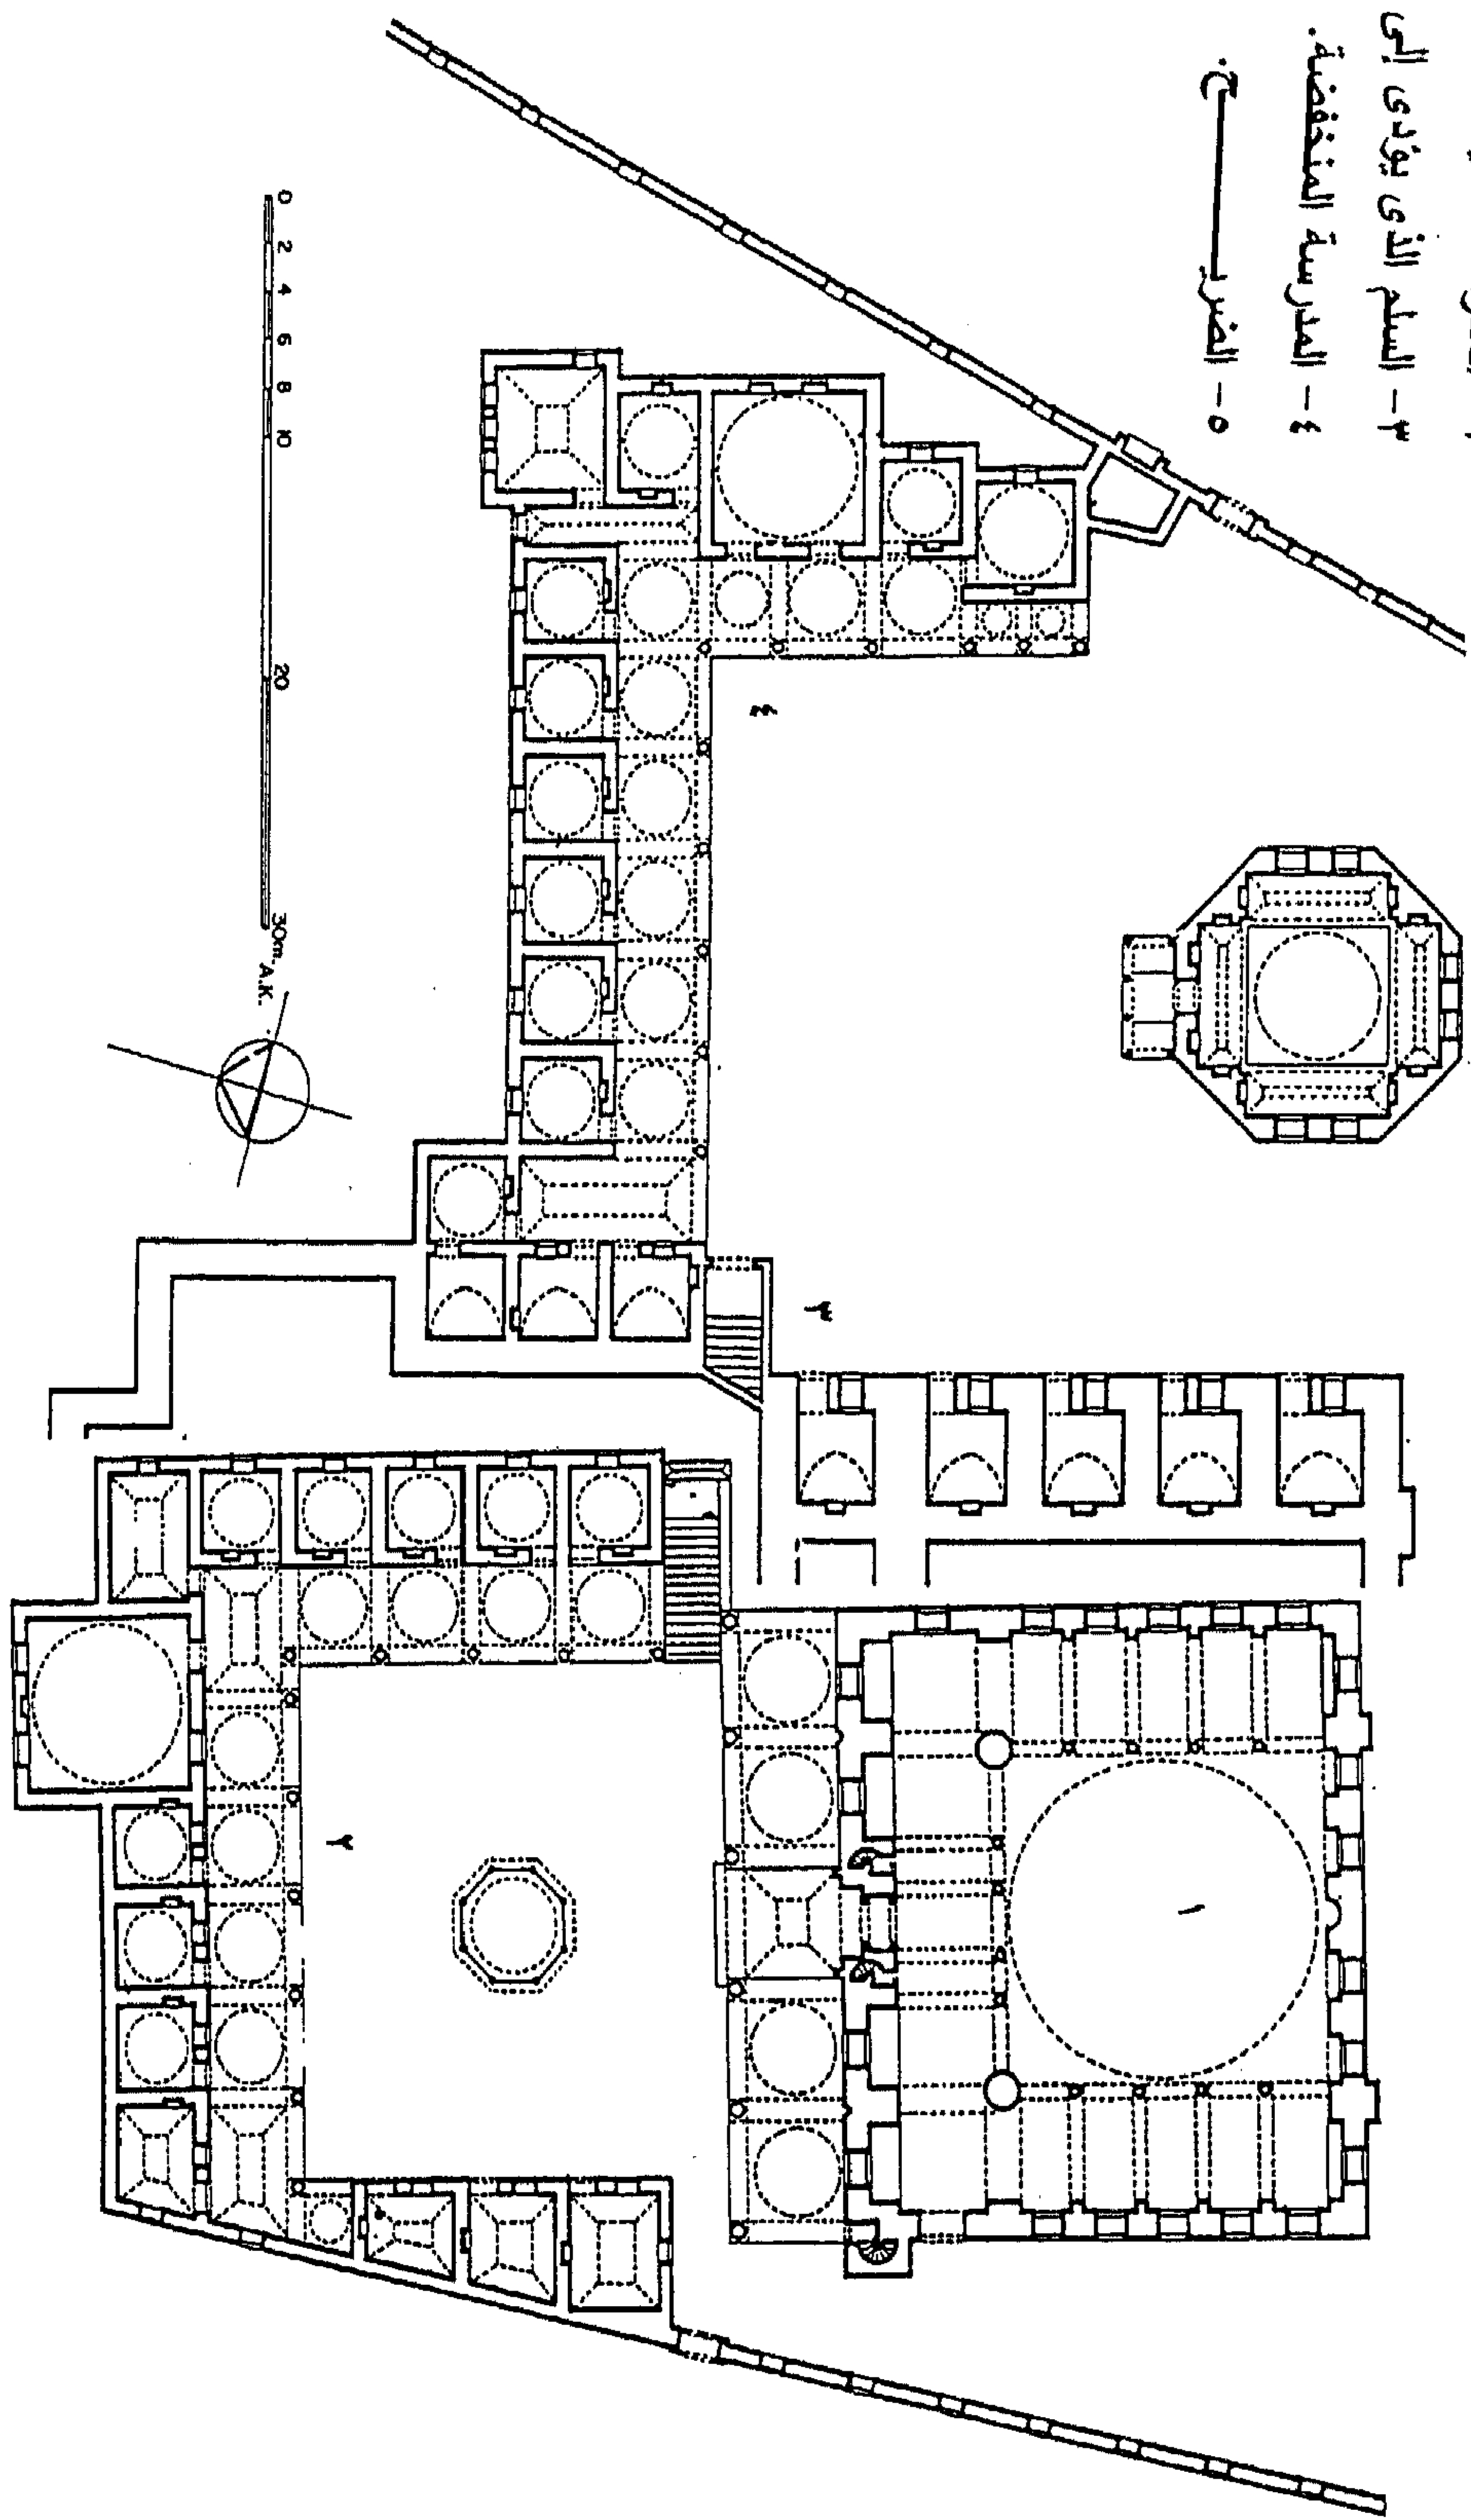 ٣- السلم الذى يؤدى إلى
٤- المدرسة المنخفضة.
٥- الضريح.
0 2 4 6 8 10 20 30m. A.K.
٤
٣
٢
١